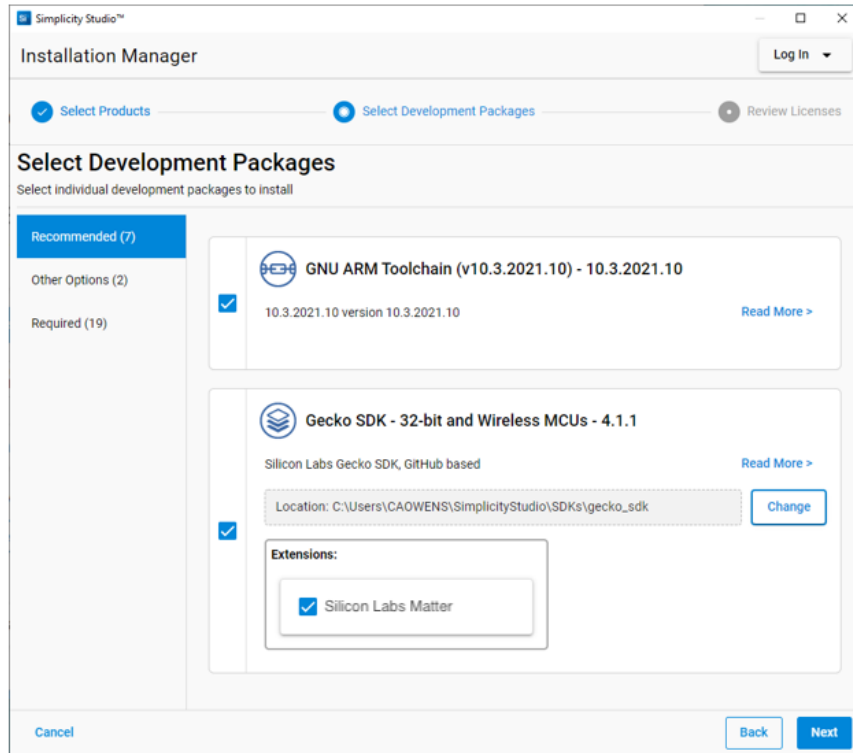 Simplicity Studio™
Installation Manager
Log In
Select Products
Select Development Packages
Review Licenses
Select Development Packages
Select individual development packages to install
Recommended (7)
Other Options (2)
Required (19)
GNU ARM Toolchain (v10.3.2021.10) - 10.3.2021.10
10.3.2021.10 version 10.3.2021.10
Read More >
Gecko SDK - 32-bit and Wireless MCUs - 4.1.1
Silicon Labs Gecko SDK, GitHub based
Read More >
Location: C:\Users\CAOWENS\SimplicityStudio\SDKs\gecko_sdk
Change
Extensions:
Silicon Labs Matter
Cancel
Back
Next